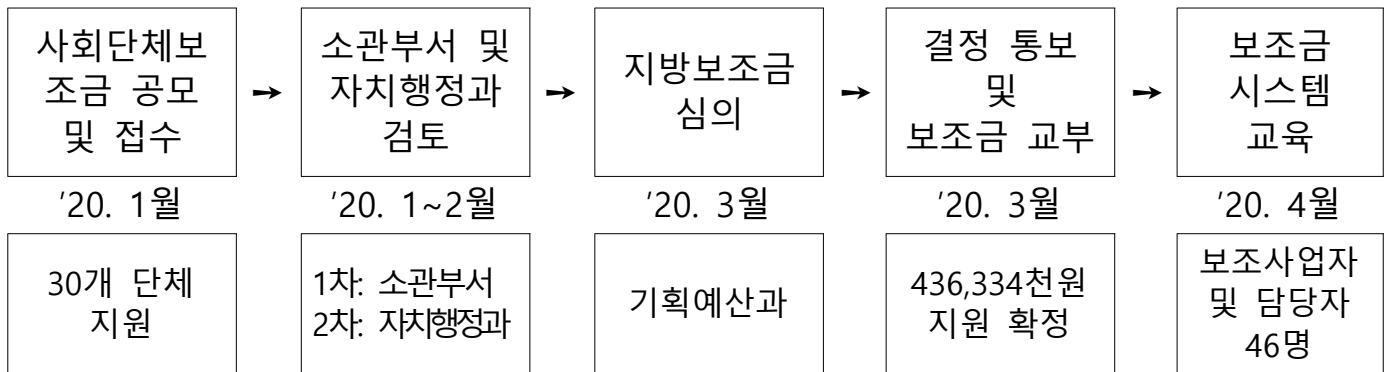 사회단체보
조금 공모
및 접수
→
소관부서 및
자치행정과
검토
→
지방보조금
심의
→
결정 통보
및
보조금 교부
→
보조금
시스템
교육
'20. 1월
'20. 1~2월
'20. 3월
'20. 3월
'20. 4월
30개 단체
지원
1차: 소관부서
2차: 자치행정과
기획예산과
436,334천원
지원 확정
보조사업자
및 담당자
46명